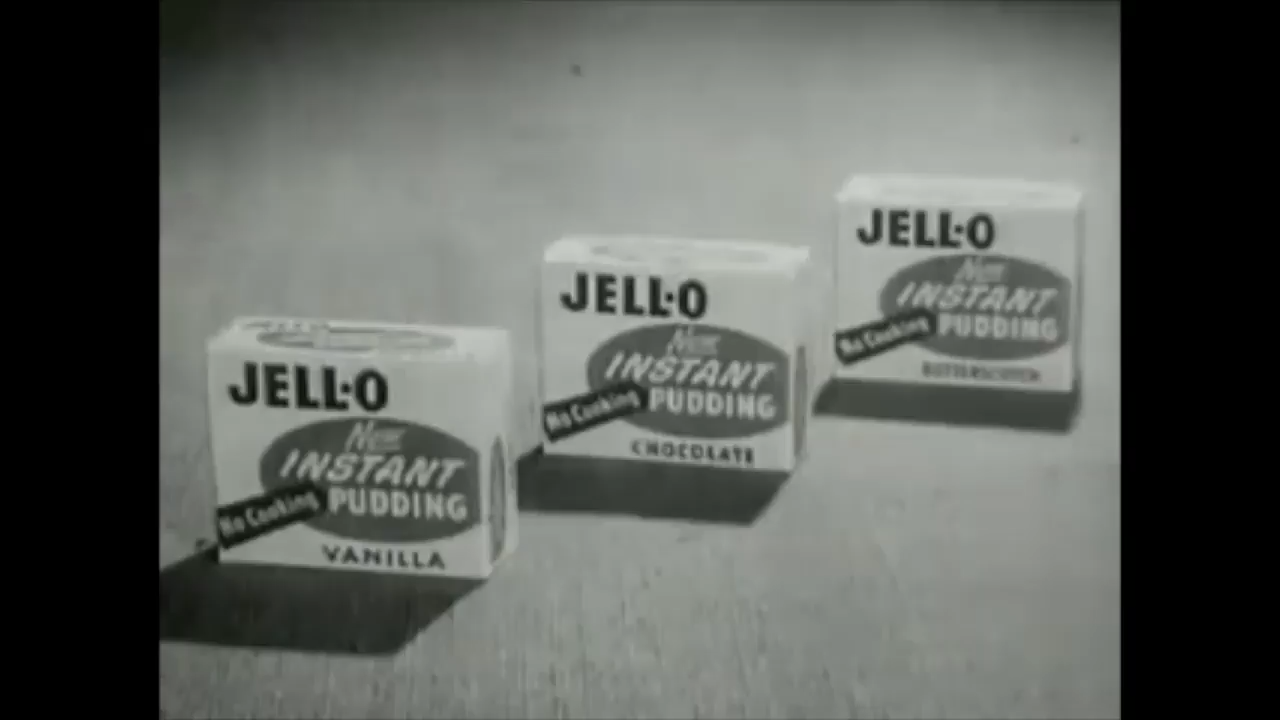 JELL·O
New
INSTANT
No Cooking PUDDING
VANILLA
JELL·O
New
INSTANT
No Cooking PUDDING
CHOCOLATE
JELL·O
New
INSTANT
No Cooking PUDDING
BUTTERSCOTCH